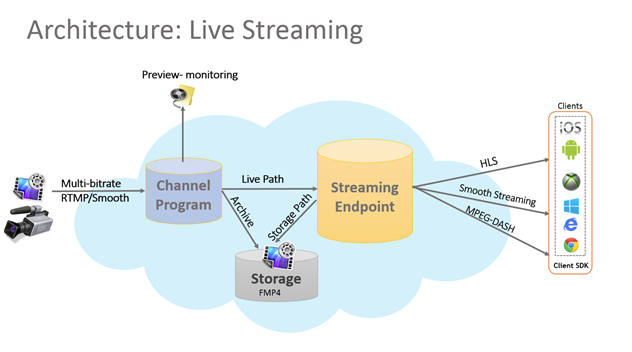 Architecture: Live Streaming
Preview- monitoring
Clients
iOS
Multi-bitrate
RTMP/Smooth
Channel
Program
Live Path
Streaming
Endpoint
HLS
Smooth Streaming
MPEG-DASH
Archive
Storage Path
Storage
FMP4
Client SDK